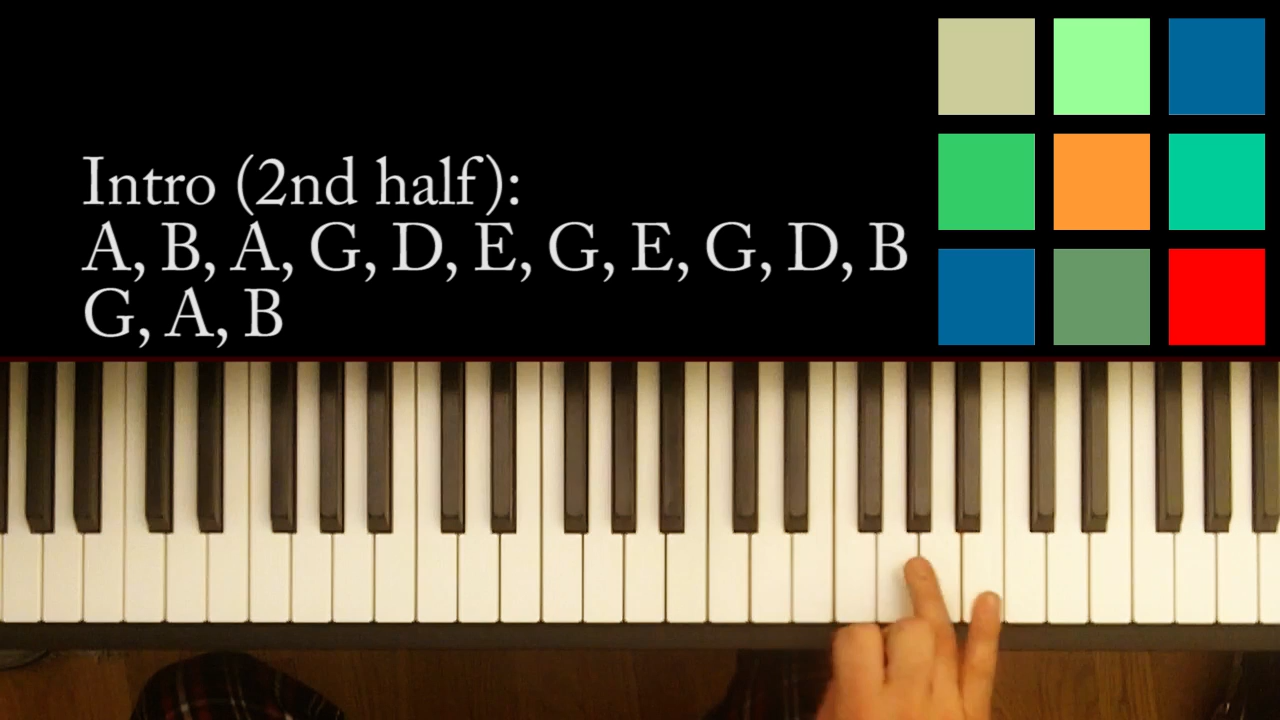 Intro (2nd half):
A, B, A, G, D, E, G, E, G, D, B
G, A, B